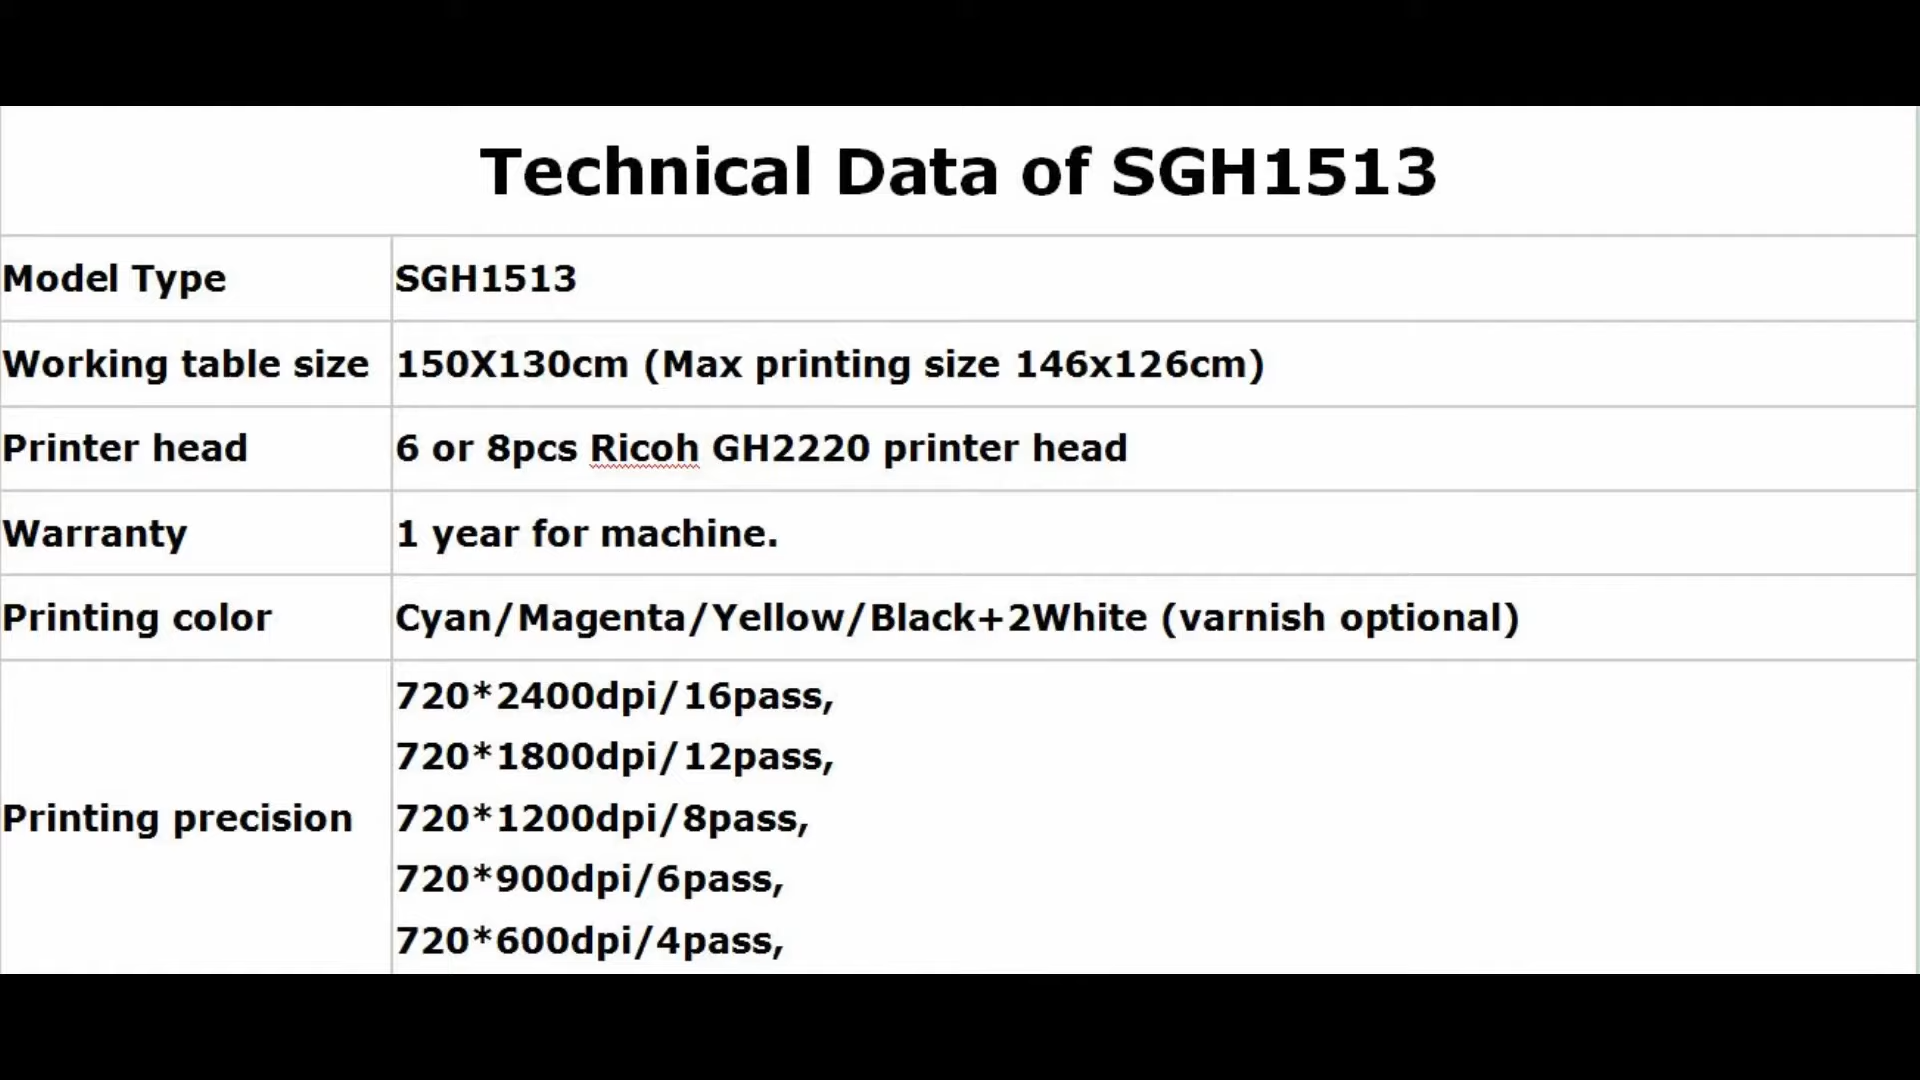 Technical Data of SGH1513
Model Type SGH1513
Working table size 150X130cm (Max printing size 146x126cm)
Printer head 6 or 8pcs Ricoh GH2220 printer head
Warranty 1 year for machine.
Printing color Cyan/Magenta/Yellow/Black+2White (varnish optional)
Printing precision
720*2400dpi/16pass,
720*1800dpi/12pass,
720*1200dpi/8pass,
720*900dpi/6pass,
720*600dpi/4pass,